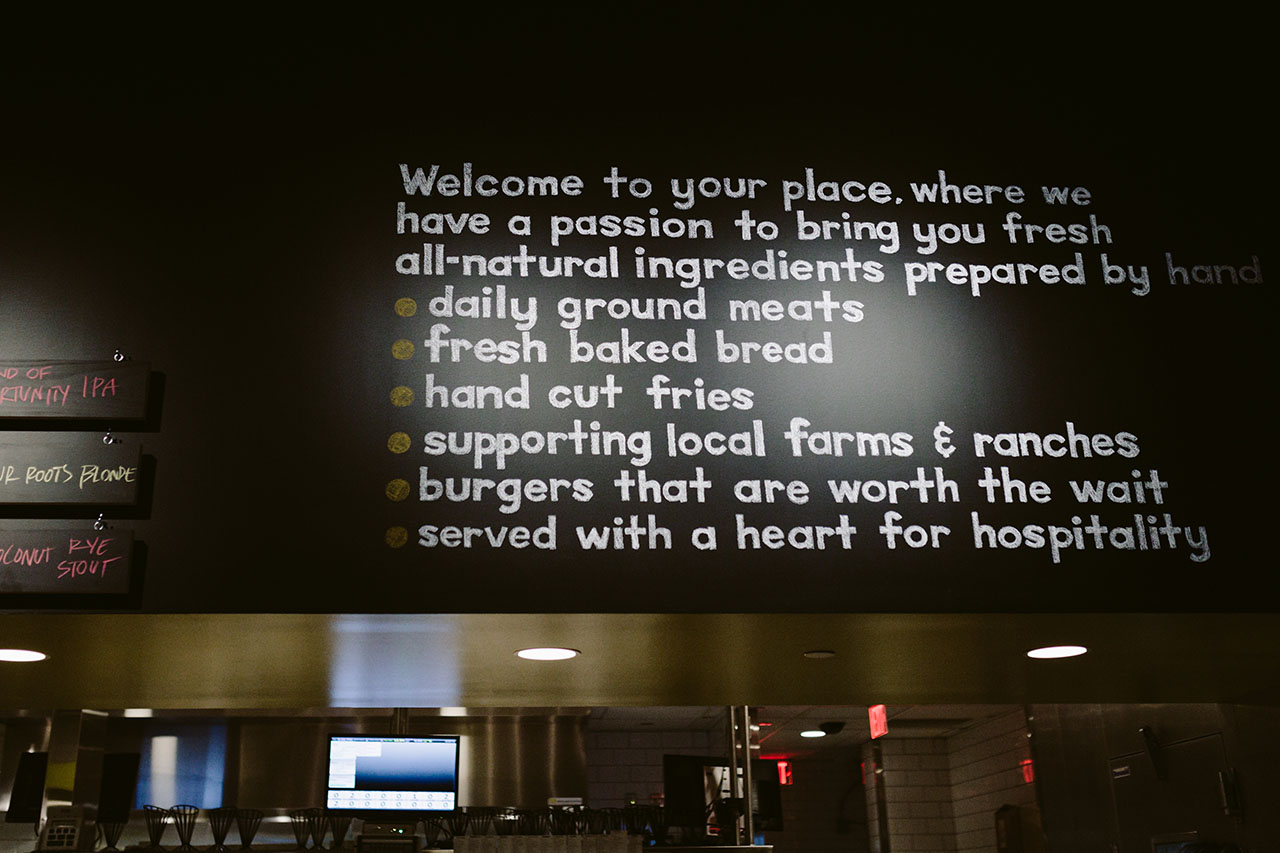 Welcome to your place, where we
have a passion to bring you fresh
all-natural ingredients prepared by hand
daily ground meats
fresh baked bread
hand cut fries
supporting local farms & ranches
burgers that are worth the wait
served with a heart for hospitality
OF
IPA
ROOTS BLONDE
RYE
STOUT